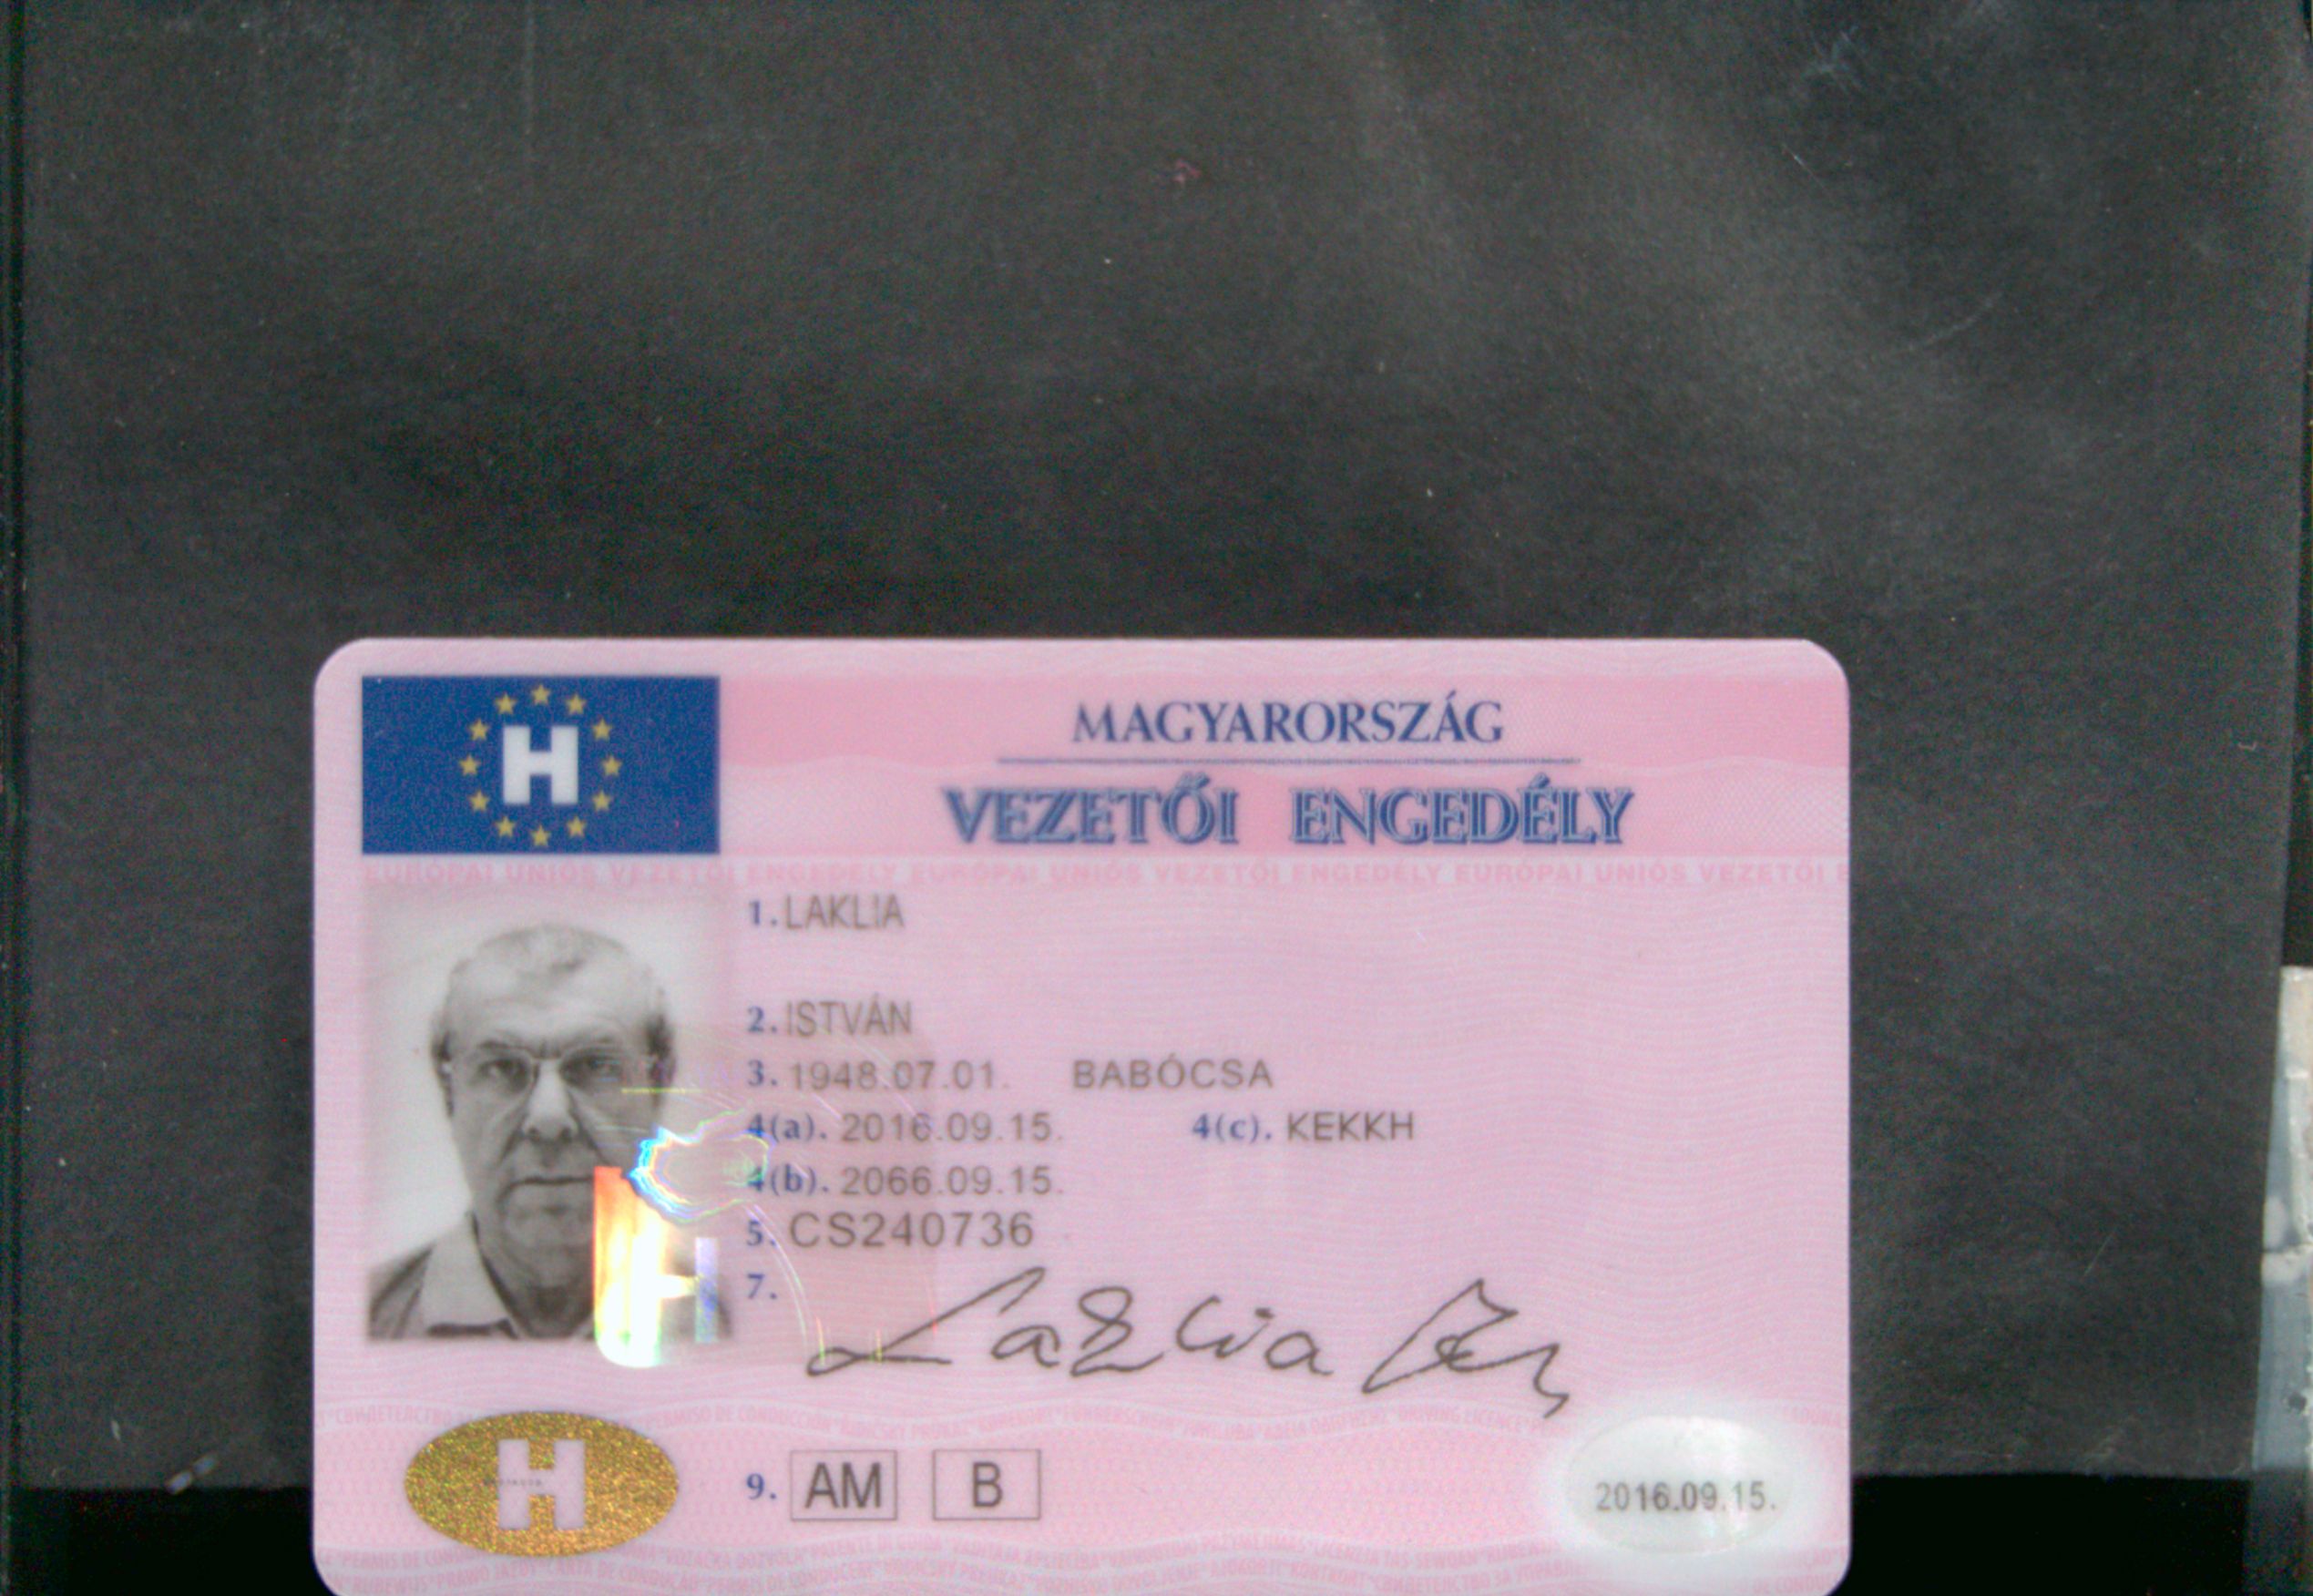 H
MAGYARORSZÁG
VEZETŐI ENGEDÉLY
EURÓPAI UNIÓS VEZETŐI ENGEDÉLY EURÓPAI UNIÓS VEZETŐI ENGEDÉLY EURÓPAI UNIÓS VEZETŐI E
1. LAKLIA
2. ISTVÁN
3. 1948.07.01. BABÓCSA
4(a). 2016.09.15. 4(c). KEKKH
4(b). 2066.09.15.
5. CS240736
7. Laklia
H
H
9. AM B
2016.09.15.